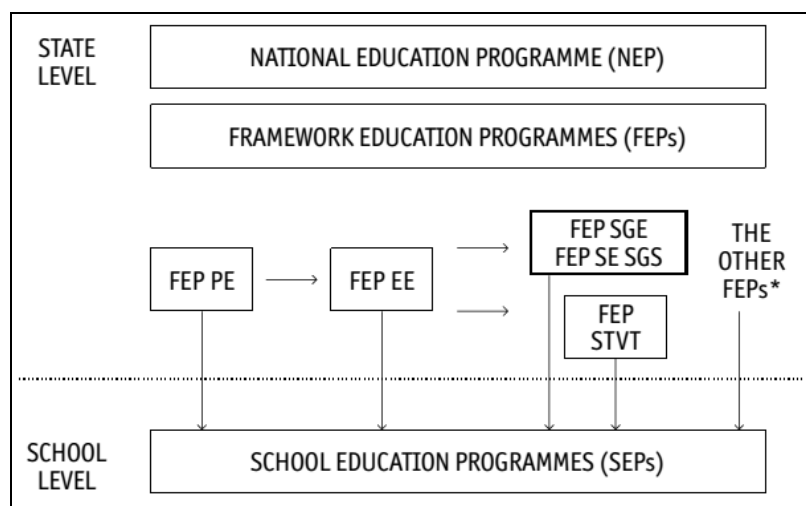 STATE
LEVEL
NATIONAL EDUCATION PROGRAMME (NEP)
FRAMEWORK EDUCATION PROGRAMMES (FEPs)
FEP PE
FEP EE
FEP SGE
FEP SE SGS
FEP
STVT
THE
OTHER
FEPs*
SCHOOL
LEVEL
SCHOOL EDUCATION PROGRAMMES (SEPs)